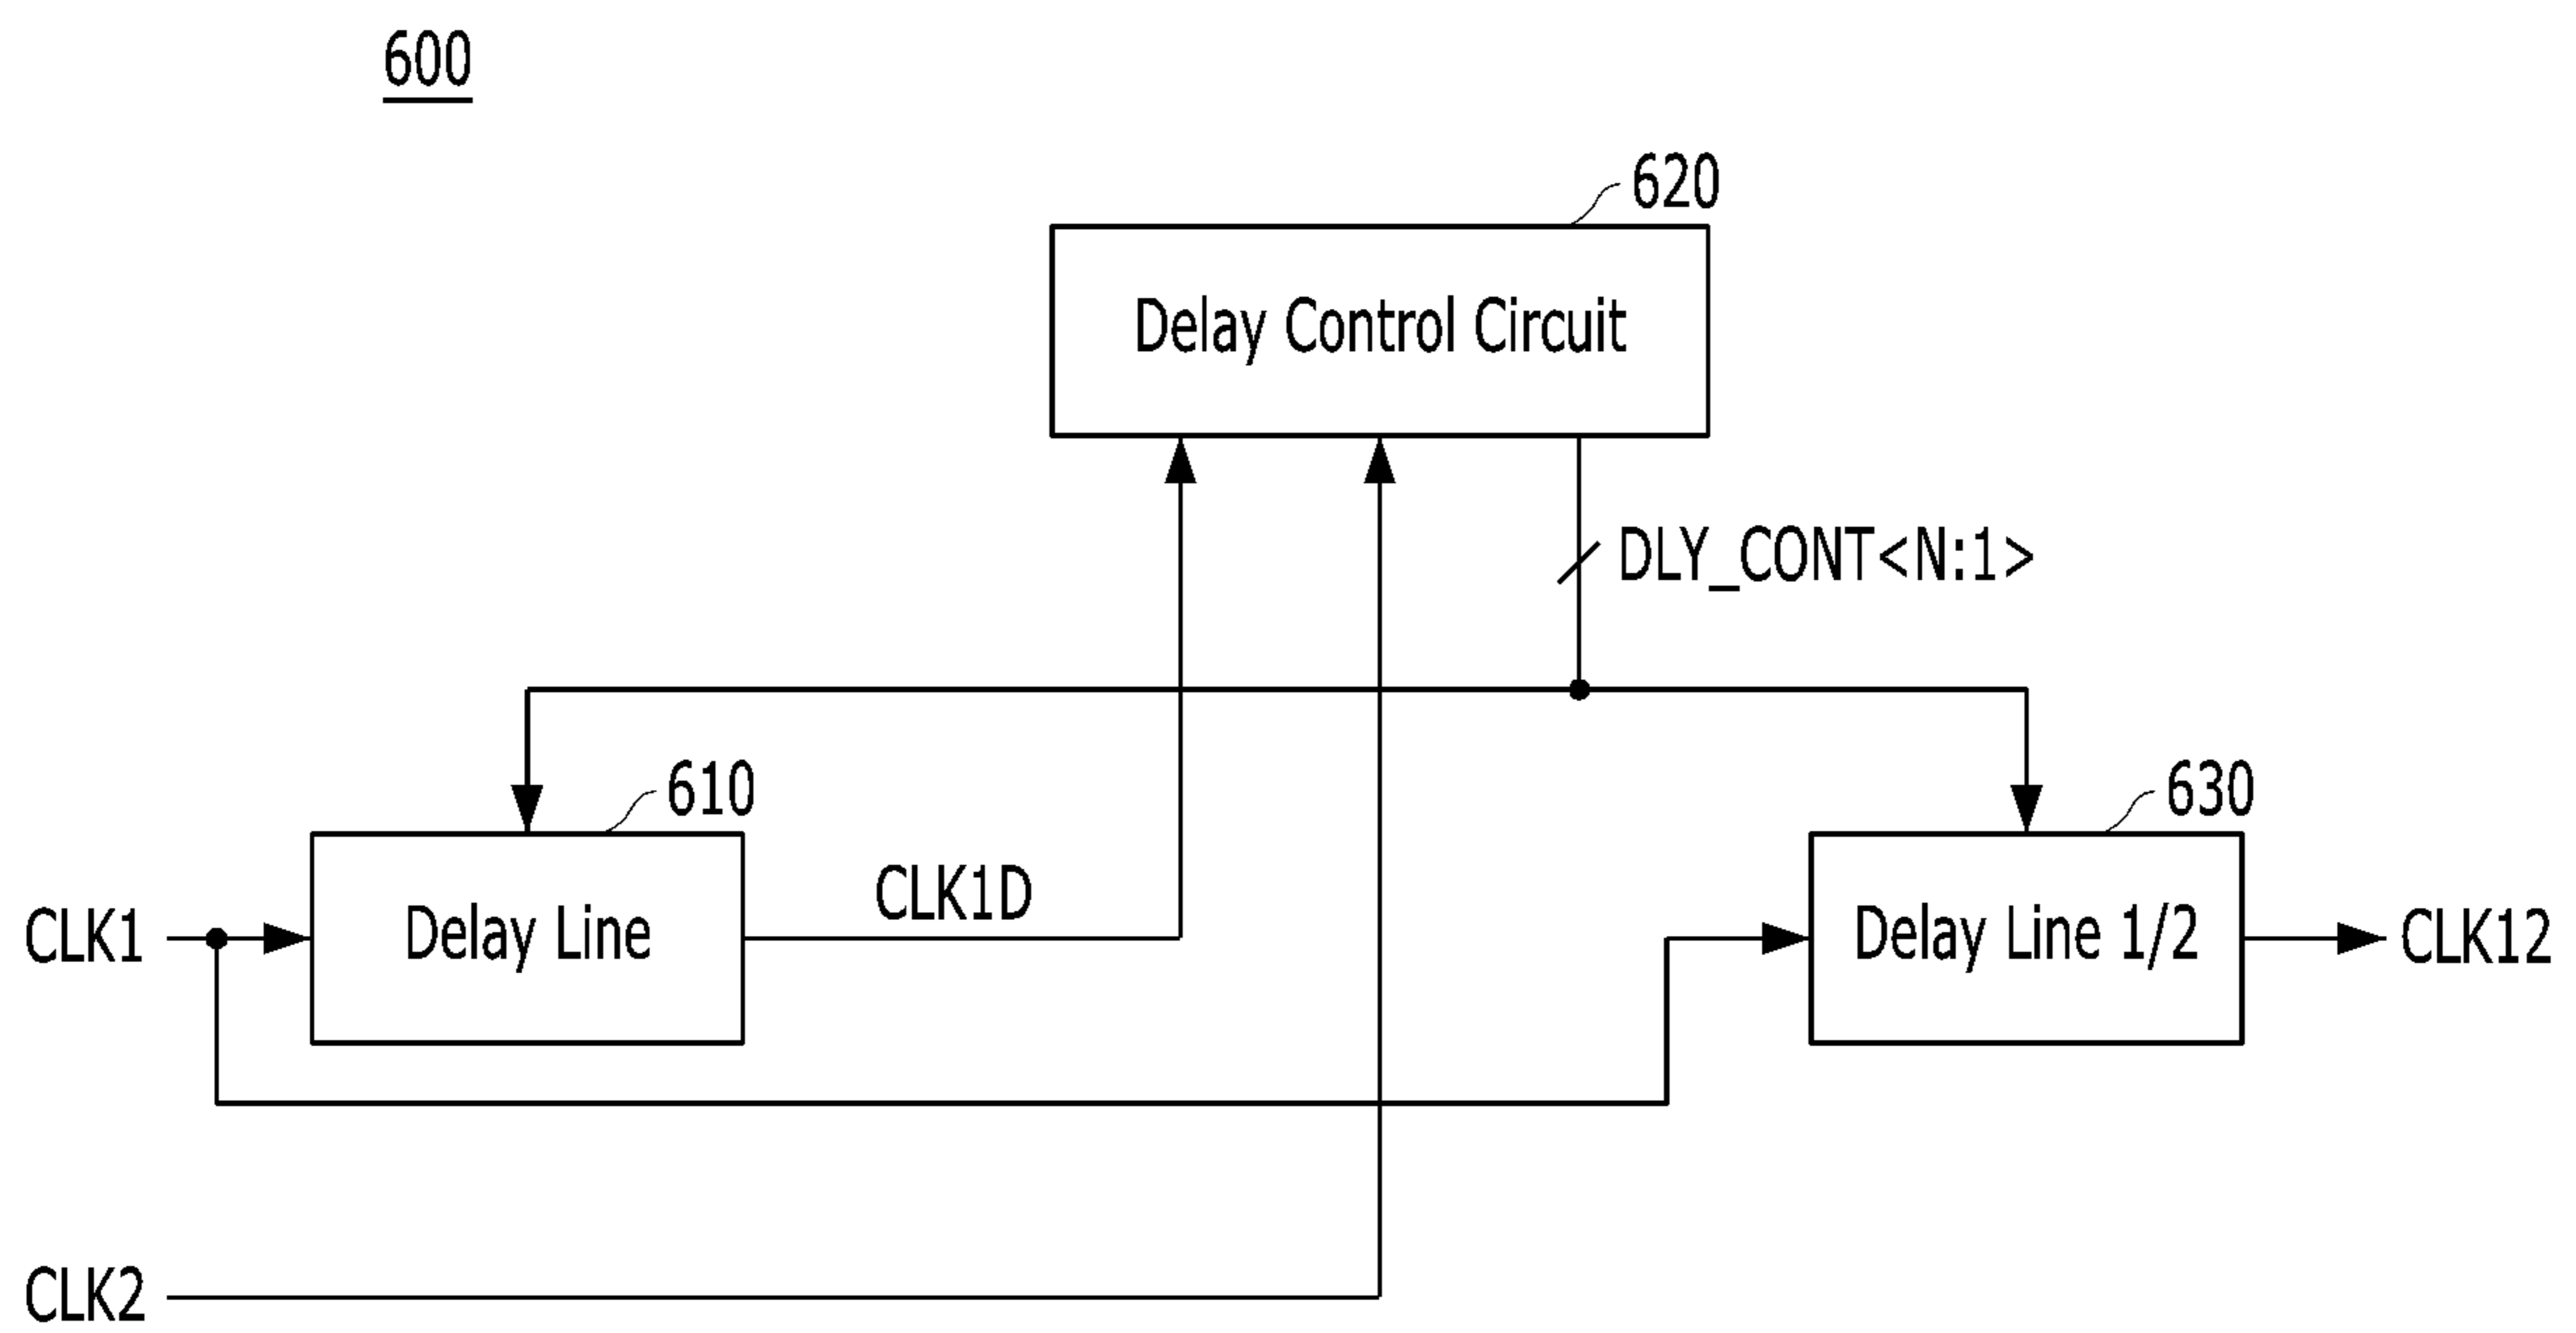 600
620
Delay Control Circuit
DLY_CONT<N:1>
610
630
CLK1
Delay Line
CLK1D
Delay Line 1/2
CLK12
CLK2